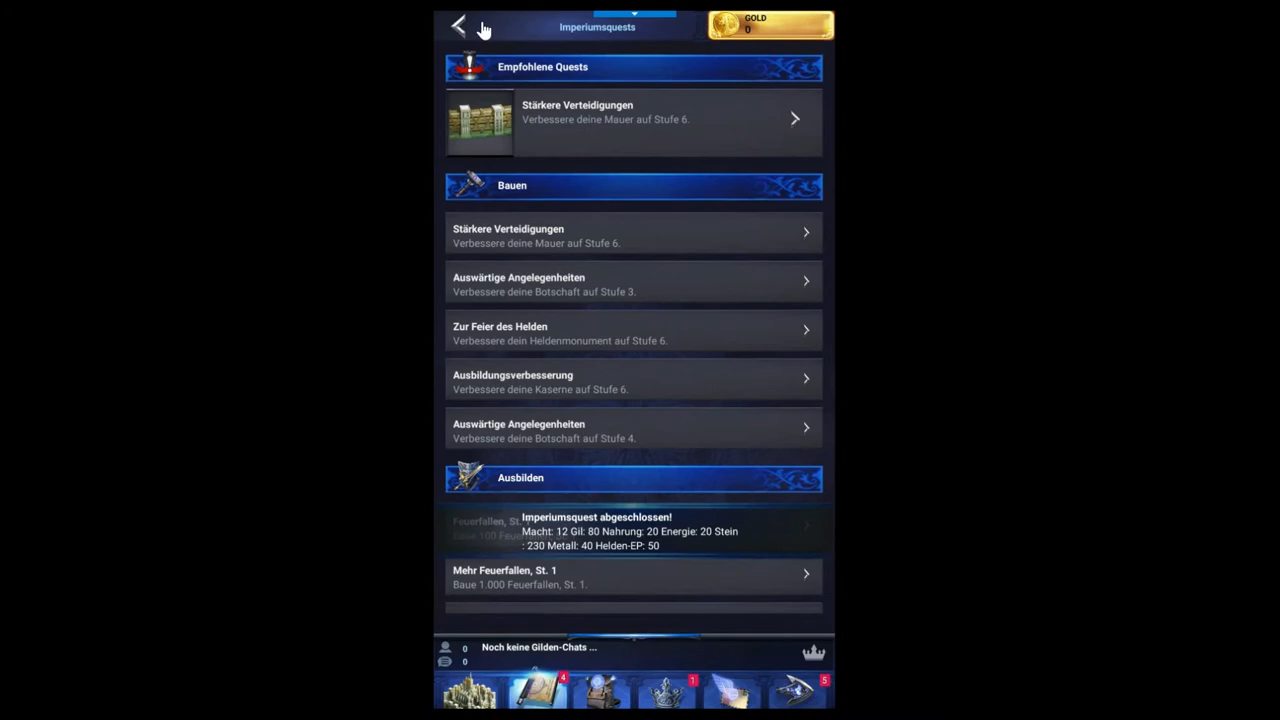 Imperiumsquests
GOLD
0
Empfohlene Quests
Stärkere Verteidigungen
Verbessere deine Mauer auf Stufe 6.
Bauen
Stärkere Verteidigungen
Verbessere deine Mauer auf Stufe 6.
Auswärtige Angelegenheiten
Verbessere deine Botschaft auf Stufe 3.
Zur Feier des Helden
Verbessere dein Heldenmonument auf Stufe 6.
Ausbildungsverbesserung
Verbessere deine Kaserne auf Stufe 6.
Auswärtige Angelegenheiten
Verbessere deine Botschaft auf Stufe 4.
Ausbilden
Feuerfallen, St.
Baue 100
Imperiumsquest abgeschlossen!
Macht: 12 Gil: 80 Nahrung: 20 Energie: 20 Stein
: 230 Metall: 40 Helden-EP: 50
Mehr Feuerfallen, St. 1
Baue 1.000 Feuerfallen, St. 1.
0
Noch keine Gilden-Chats ...
0
4
1
5